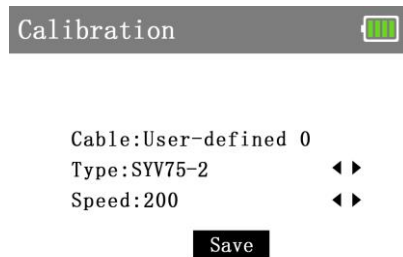 Calibration
Cable:User-defined 0
Type:SYV75-2
Speed:200
Save